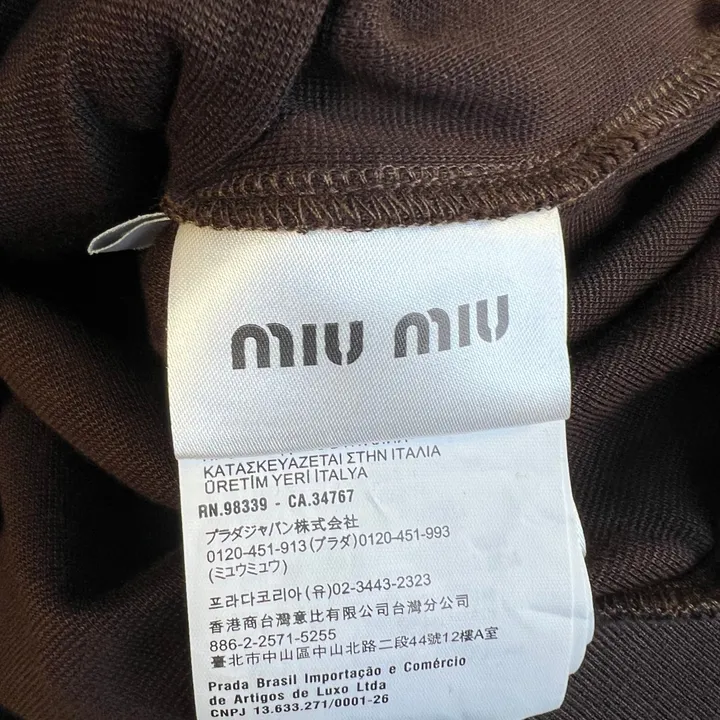 miu miu
ΚΑΤΑΣΚΕΥΑΖΕΤΑΙ ΣΤΗΝ ΙΤΑΛΙΑ
ÜRETİM YERİ İTALYA
RN.98339 - CA.34767
プラダジャパン株式会社
0120-451-913 (プラダ)0120-451-993
(ミュウミュウ)
프라다코리아 (유)02-3443-2323
香港商台灣意比有限公司台灣分公司
886-2-2571-5255
臺北市中山區中山北路二段44號12樓A室
Prada Brasil Importação e Comércio
de Artigos de Luxo Ltda
CNPJ 13.633.271/0001-26